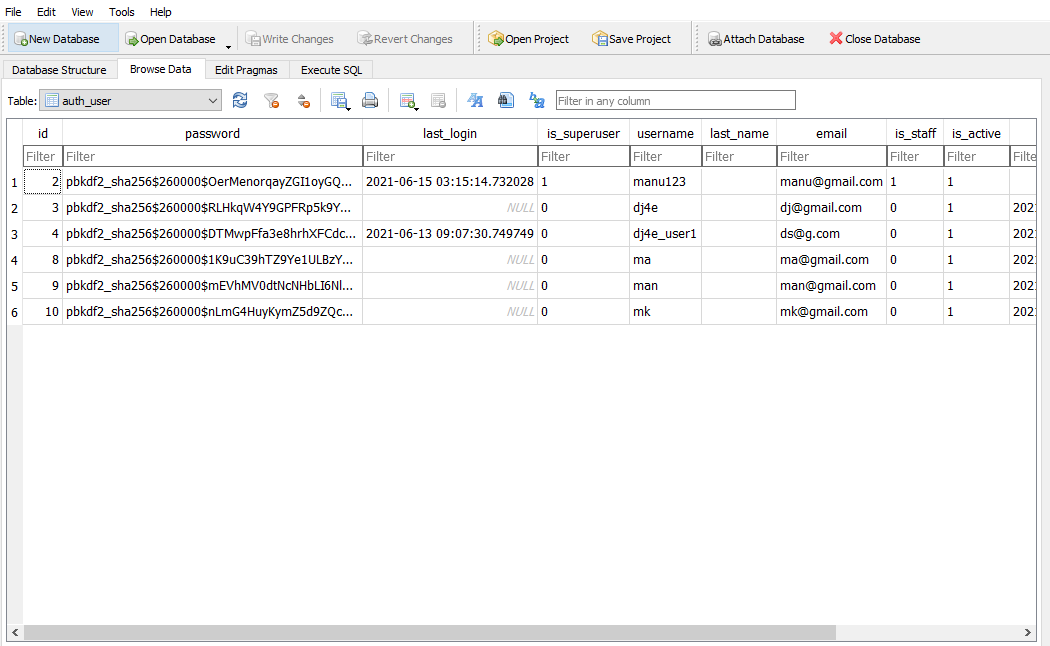 File Edit View Tools Help
New Database Open Database Write Changes Revert Changes Open Project Save Project Attach Database Close Database
Database Structure Browse Data Edit Pragmas Execute SQL
Table: auth_user Filter in any column
id password last_login is_superuser username last_name email is_staff is_active
Filter Filter Filter Filter Filter Filter Filter Filter Filter Filte
1 2 pbkdf2_sha256$260000$OerMenorqayZGI1oyGQ... 2021-06-15 03:15:14.732028 1 manu123 manu@gmail.com 1 1
2 3 pbkdf2_sha256$260000$RLHkqW4Y9GPFRp5k9Y... NULL 0 dj4e dj@gmail.com 0 1 2021
3 4 pbkdf2_sha256$260000$DTMwpFfa3e8hrhXFCdc... 2021-06-13 09:07:30.749749 0 dj4e_user1 ds@g.com 0 1 2021
4 8 pbkdf2_sha256$260000$1K9uC39hTZ9Ye1ULBzY... NULL 0 ma ma@gmail.com 0 1 2021
5 9 pbkdf2_sha256$260000$mEVhMV0dtNcNHbLI6Nl... NULL 0 man man@gmail.com 0 1 2021
6 10 pbkdf2_sha256$260000$nLmG4HuyKymZ5d9ZQc... NULL 0 mk mk@gmail.com 0 1 2021